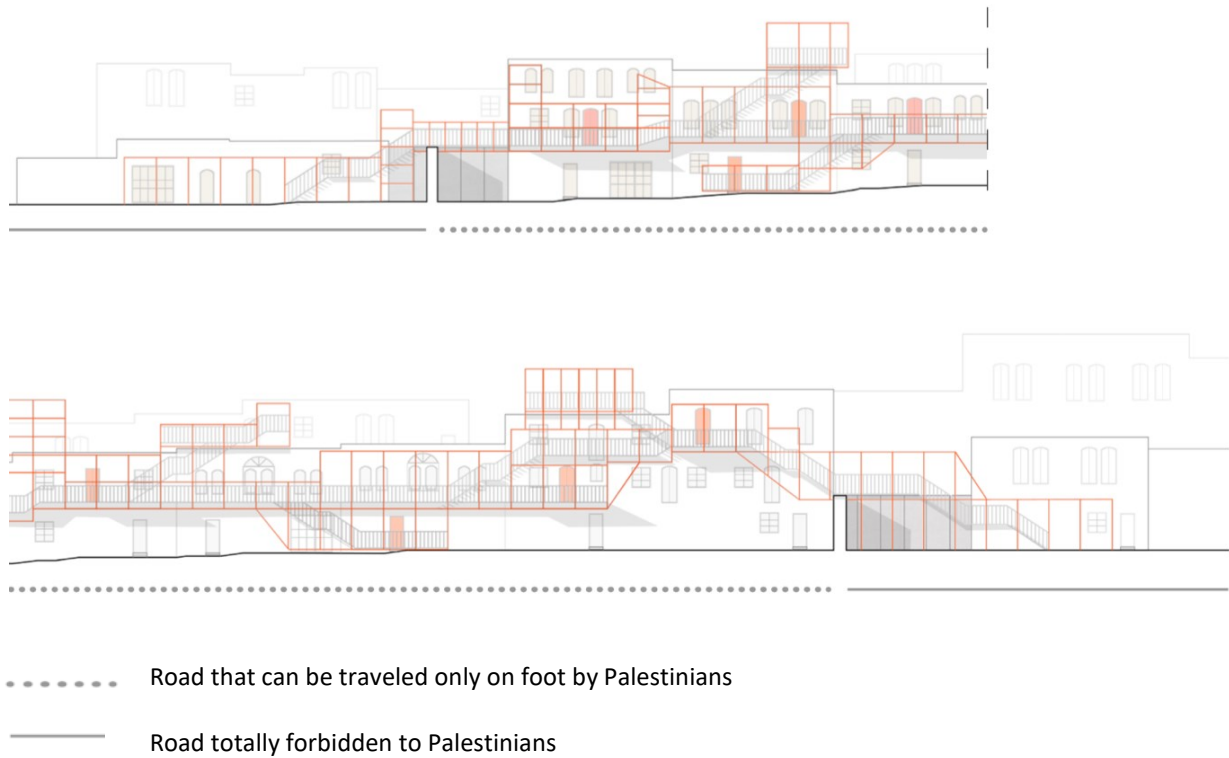 Road that can be traveled only on foot by Palestinians
Road totally forbidden to Palestinians